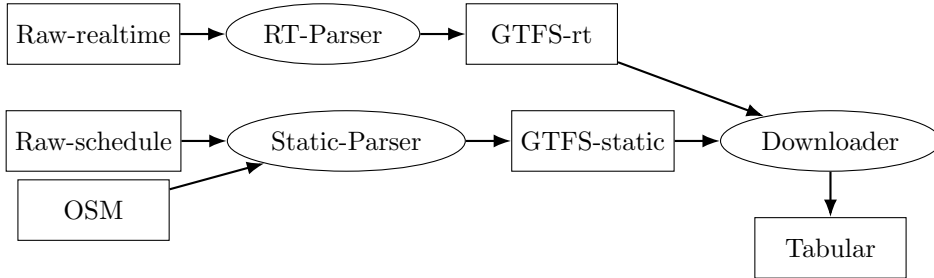 Raw-realtime
RT-Parser
GTFS-rt
Raw-schedule
Static-Parser
GTFS-static
Downloader
OSM
Tabular